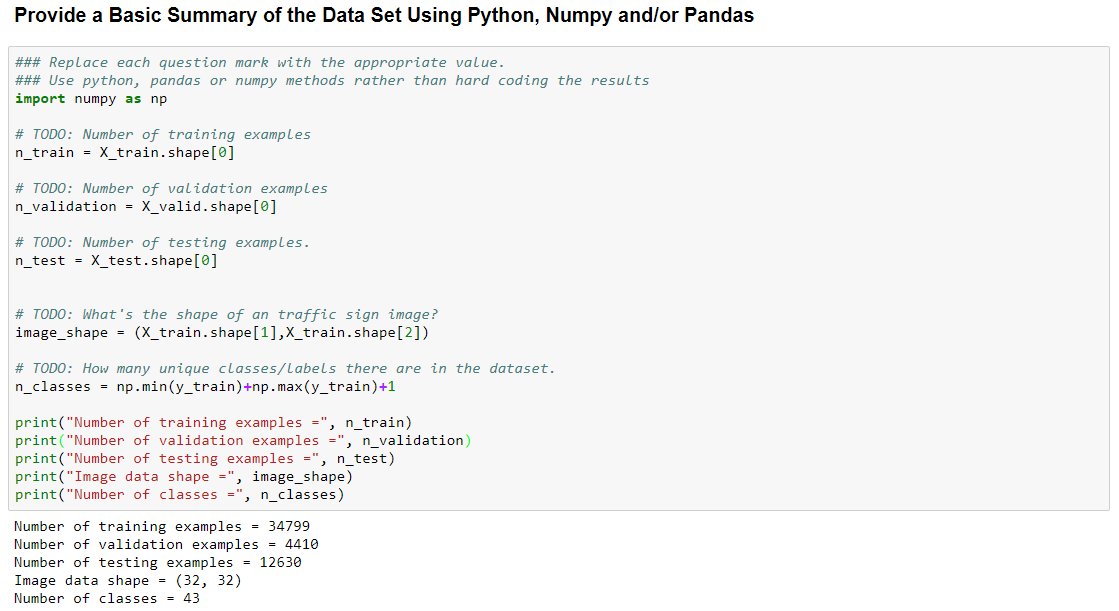 Provide a Basic Summary of the Data Set Using Python, Numpy and/or Pandas
### Replace each question mark with the appropriate value.
### Use python, pandas or numpy methods rather than hard coding the results
import numpy as np
# TODO: Number of training examples
n_train = X_train.shape[0]
# TODO: Number of validation examples
n_validation = X_valid.shape[0]
# TODO: Number of testing examples.
n_test = X_test.shape[0]
# TODO: What's the shape of an traffic sign image?
image_shape = (X_train.shape[1],X_train.shape[2])
# TODO: How many unique classes/labels there are in the dataset.
n_classes = np.min(y_train)+np.max(y_train)+1
print("Number of training examples =", n_train)
print("Number of validation examples =", n_validation)
print("Number of testing examples =", n_test)
print("Image data shape =", image_shape)
print("Number of classes =", n_classes)
Number of training examples = 34799
Number of validation examples = 4410
Number of testing examples = 12630
Image data shape = (32, 32)
Number of classes = 43